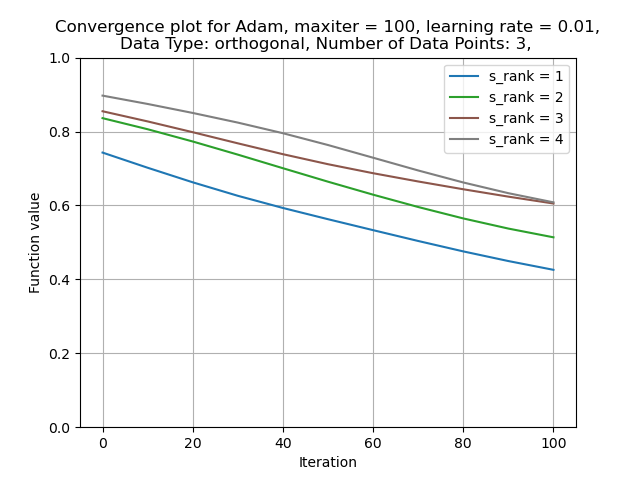 Convergence plot for Adam, maxiter = 100, learning rate = 0.01,
Data Type: orthogonal, Number of Data Points: 3,
1.0
0.8
0.6
0.4
0.2
0.0
Function value
s_rank = 1
s_rank = 2
s_rank = 3
s_rank = 4
0 20 40 60 80 100
Iteration